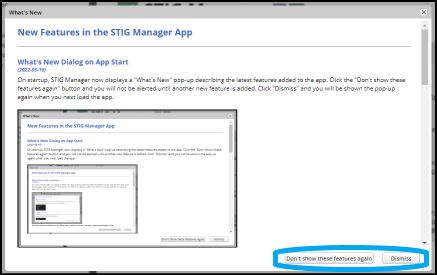 What's New
New Features in the STIG Manager App
What's New Dialog on App Start
(2022-05-16)
On startup, STIG Manager now displays a "What's New" pop-up describing the latest features added to the app. Click the "Don't show these
features again" button and you will not be alerted until another new feature is added. Click "Dismiss" and you will be shown the pop-up
again when you next load the app.
What's New
New Features in the STIG Manager App
What's New Dialog on App Start
On startup, STIG Manager now displays a "What's New" pop-up describing the latest features added to the app. Click the "Don't show these
features again" button and you will not be alerted until another new feature is added. Click "Dismiss" and you will be shown the pop-up
again when you next load the app.
Don't show these features again
Dismiss
Don't show these features again
Dismiss